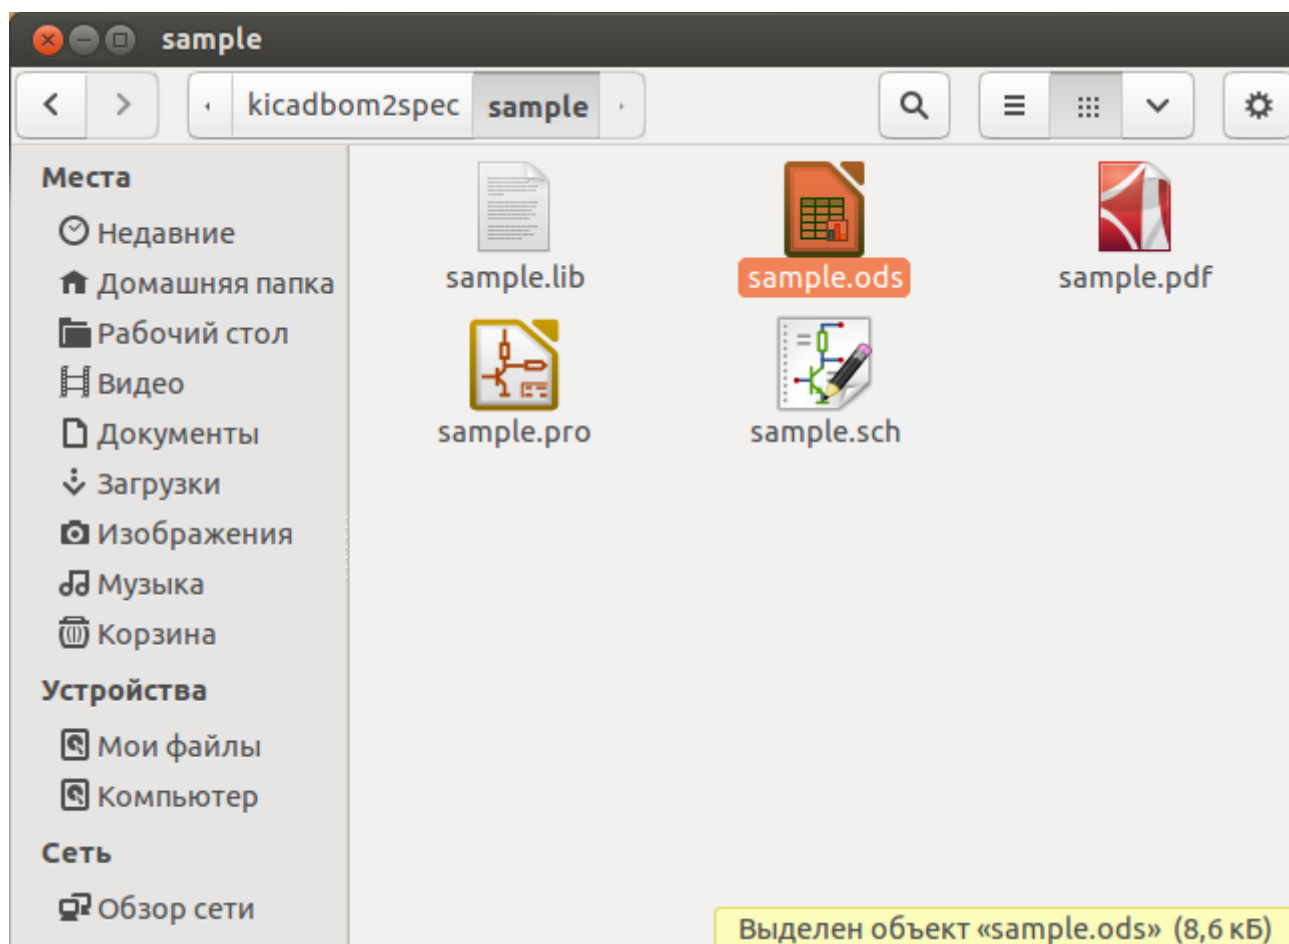 sample
kicadbom2spec sample
Места
Недавние
Домашняя папка
Рабочий стол
Видео
Документы
Загрузки
Изображения
Музыка
Корзина
Устройства
Мои файлы
Компьютер
Сеть
Обзор сети
sample.lib
sample.ods
sample.pdf
sample.pro
sample.sch
Выделен объект «sample.ods» (8,6 кБ)